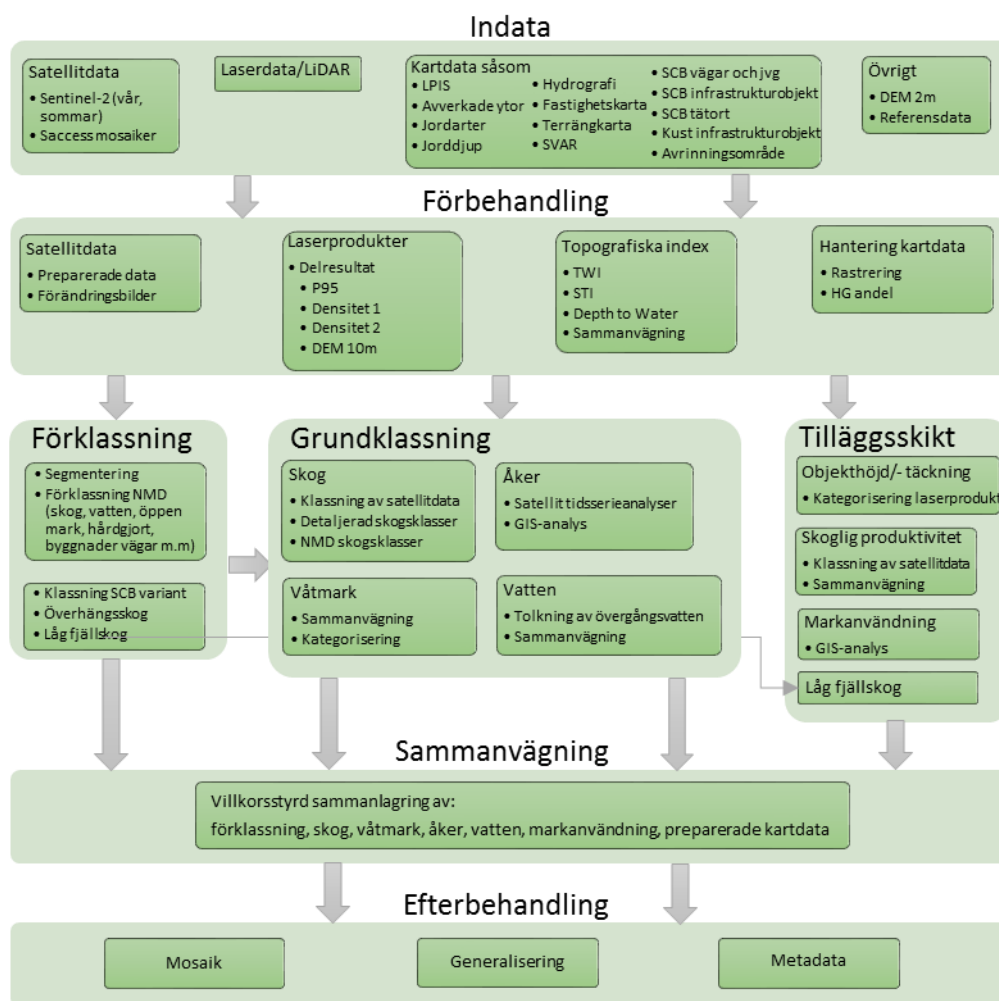 Indata
Satellitdata
• Sentinel-2 (vår,
sommar)
• Saccess mosaiker
Laserdata/LiDAR
Kartdata såsom
• LPIS
• Avverkade ytor
• Jordarter
• Jorddjup
• Hydrografi
• Fastighetskarta
• Terrängkarta
• SVAR
• SCB vägar och jvg
• SCB infrastrukturobjekt
• SCB tätort
• Kust infrastrukturobjekt
• Avrinningsområde
Övrigt
• DEM 2m
• Referensdata
Förbehandling
Satellitdata
• Preparerade data
• Förändringsbilder
Laserprodukter
• Delresultat
• P95
• Densitet 1
• Densitet 2
• DEM 10m
Topografiska index
• TWI
• STI
• Depth to Water
• Sammanvägning
Hantering kartdata
• Rastrering
• HG andel
Förklassning
• Segmentering
• Förklassning NMD
(skog, vatten, öppen
mark, hårdgjort,
byggnader vägar m.m)
• Klassning SCB variant
• Överhängsskog
• Låg fjällskog
Grundklassning
Skog
• Klassning av satellitdata
• Detaljerad skogsklasser
• NMD skogsklasser
Åker
• Satellit tidsserieanalyser
• GIS-analys
Våtmark
• Sammanvägning
• Kategorisering
Vatten
• Tolkning av övergångsvatten
• Sammanvägning
Tilläggsskikt
Objekthöjd/- täckning
• Kategorisering laserprodukt
Skoglig produktivitet
• Klassning av satellitdata
• Sammanvägning
Markanvändning
• GIS-analys
Låg fjällskog
Sammanvägning
Villkorsstyrd sammanlagring av:
förklassning, skog, våtmark, åker, vatten, markanvändning, preparerade kartdata
Efterbehandling
Mosaik
Generalisering
Metadata